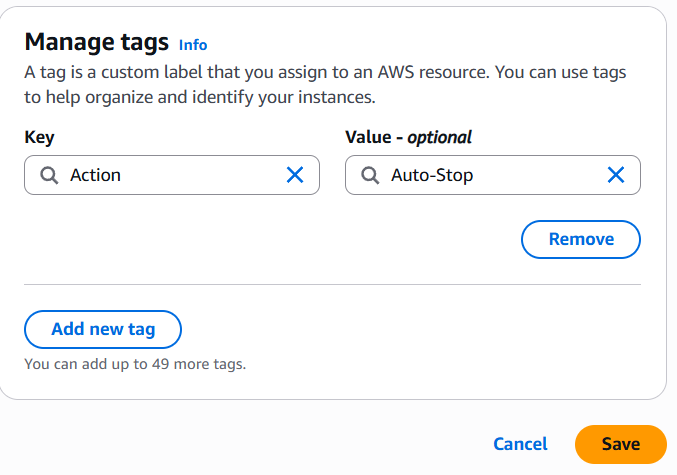 Manage tags Info
A tag is a custom label that you assign to an AWS resource. You can use tags
to help organize and identify your instances.
Key Value - optional
Action Auto-Stop
Remove
Add new tag
You can add up to 49 more tags.
Cancel Save